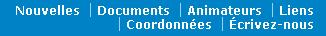 Nouvelles | Documents | Animateurs | Liens
| Coordonnées | Écrivez-nous